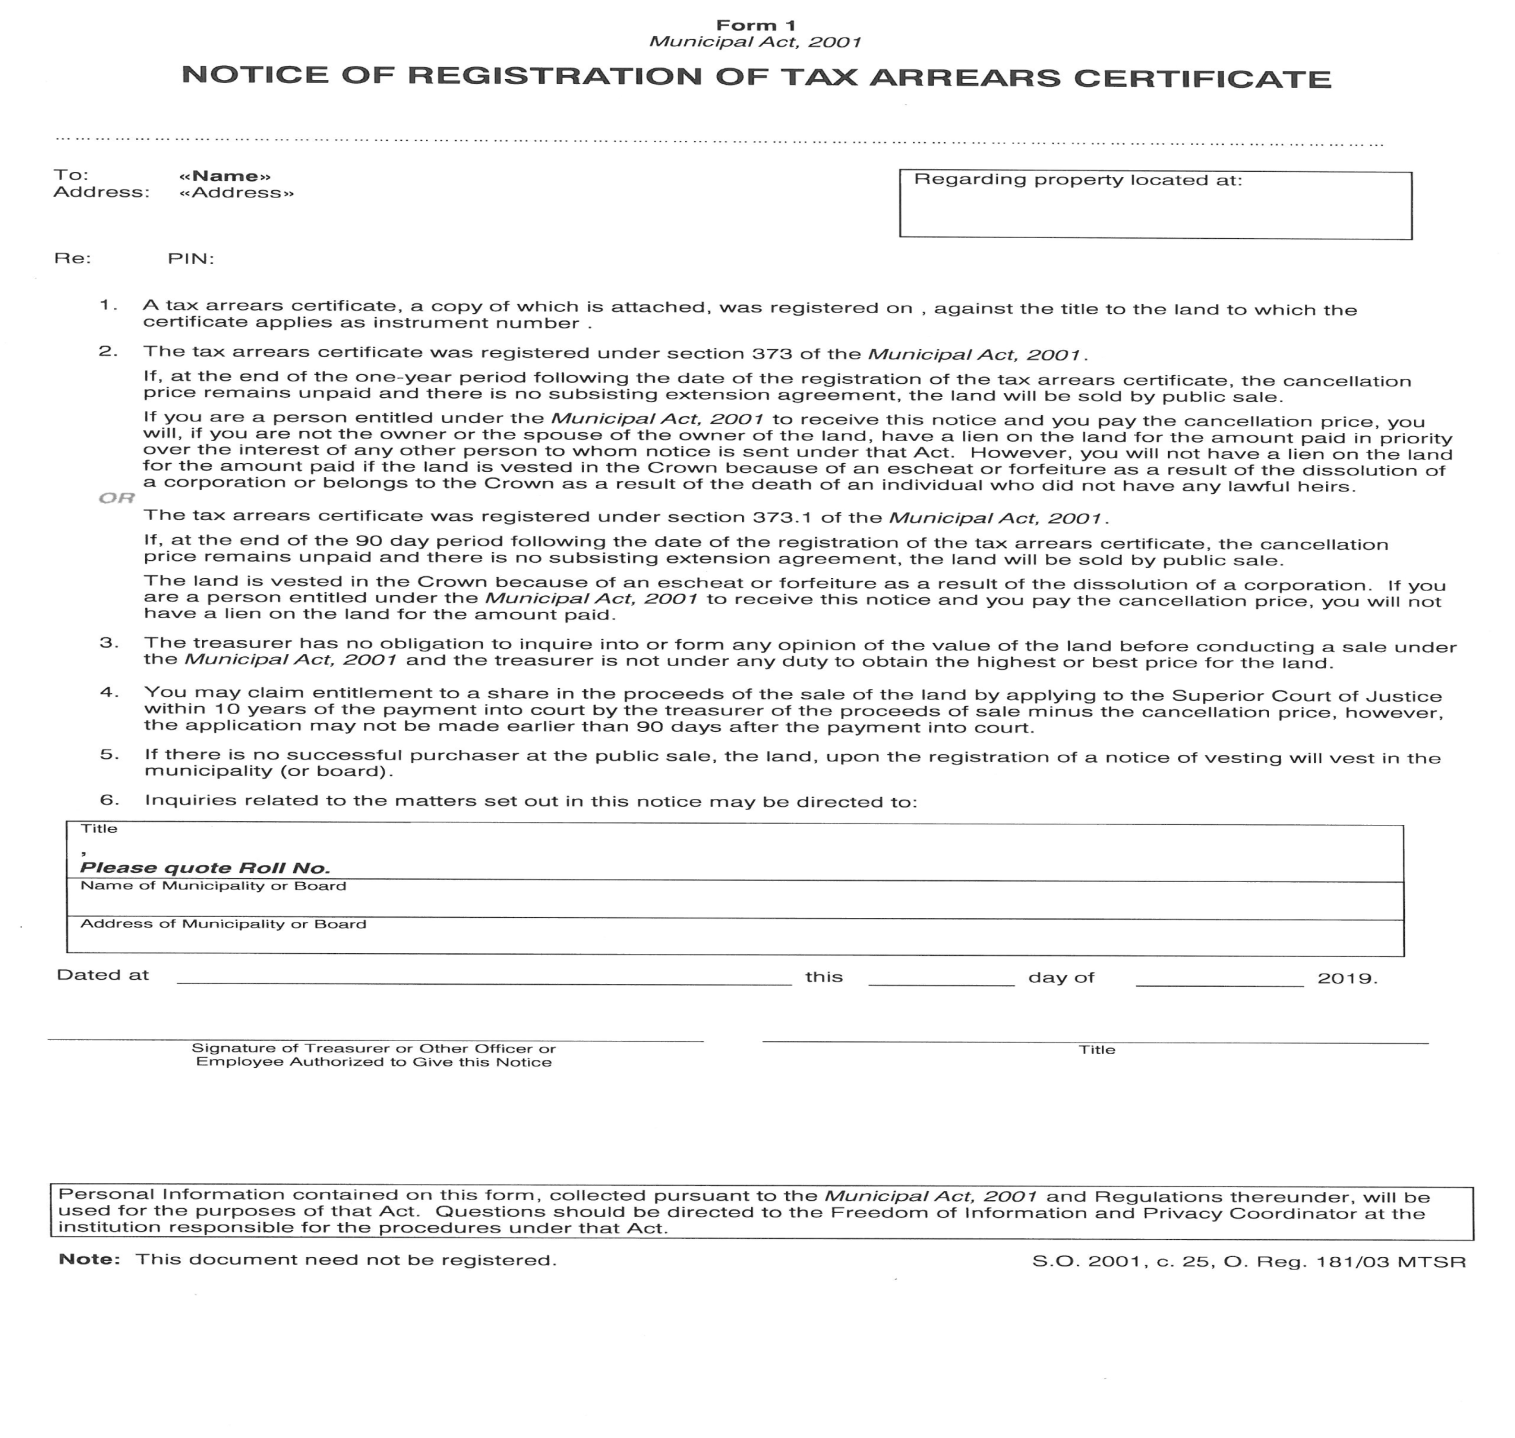 Form 1
Municipal Act, 2001
NOTICE OF REGISTRATION OF TAX ARREARS CERTIFICATE
To: «Name»
Address: «Address»
Regarding property located at:
Re: PIN:
1. A tax arrears certificate, a copy of which is attached, was registered on , against the title to the land to which the
certificate applies as instrument number .
2. The tax arrears certificate was registered under section 373 of the Municipal Act, 2001.
If, at the end of the one-year period following the date of the registration of the tax arrears certificate, the cancellation
price remains unpaid and there is no subsisting extension agreement, the land will be sold by public sale.
If you are a person entitled under the Municipal Act, 2001 to receive this notice and you pay the cancellation price, you
will, if you are not the owner or the spouse of the owner of the land, have a lien on the land for the amount paid in priority
over the interest of any other person to whom notice is sent under that Act. However, you will not have a lien on the land
for the amount paid if the land is vested in the Crown because of an escheat or forfeiture as a result of the dissolution of
a corporation or belongs to the Crown as a result of the death of an individual who did not have any lawful heirs.
OR
The tax arrears certificate was registered under section 373.1 of the Municipal Act, 2001.
If, at the end of the 90 day period following the date of the registration of the tax arrears certificate, the cancellation
price remains unpaid and there is no subsisting extension agreement, the land will be sold by public sale.
The land is vested in the Crown because of an escheat or forfeiture as a result of the dissolution of a corporation. If you
are a person entitled under the Municipal Act, 2001 to receive this notice and you pay the cancellation price, you will not
have a lien on the land for the amount paid.
3. The treasurer has no obligation to inquire into or form any opinion of the value of the land before conducting a sale under
the Municipal Act, 2001 and the treasurer is not under any duty to obtain the highest or best price for the land.
4. You may claim entitlement to a share in the proceeds of the sale of the land by applying to the Superior Court of Justice
within 10 years of the payment into court by the treasurer of the proceeds of sale minus the cancellation price, however,
the application may not be made earlier than 90 days after the payment into court.
5. If there is no successful purchaser at the public sale, the land, upon the registration of a notice of vesting will vest in the
municipality (or board).
6. Inquiries related to the matters set out in this notice may be directed to:
Title
,
Please quote Roll No.
Name of Municipality or Board
Address of Municipality or Board
Dated at this day of 2019.
Signature of Treasurer or Other Officer or
Employee Authorized to Give this Notice
Title
Personal Information contained on this form, collected pursuant to the Municipal Act, 2001 and Regulations thereunder, will be
used for the purposes of that Act. Questions should be directed to the Freedom of Information and Privacy Coordinator at the
institution responsible for the procedures under that Act.
Note: This document need not be registered.
S.O. 2001, c. 25, O. Reg. 181/03 MTSR